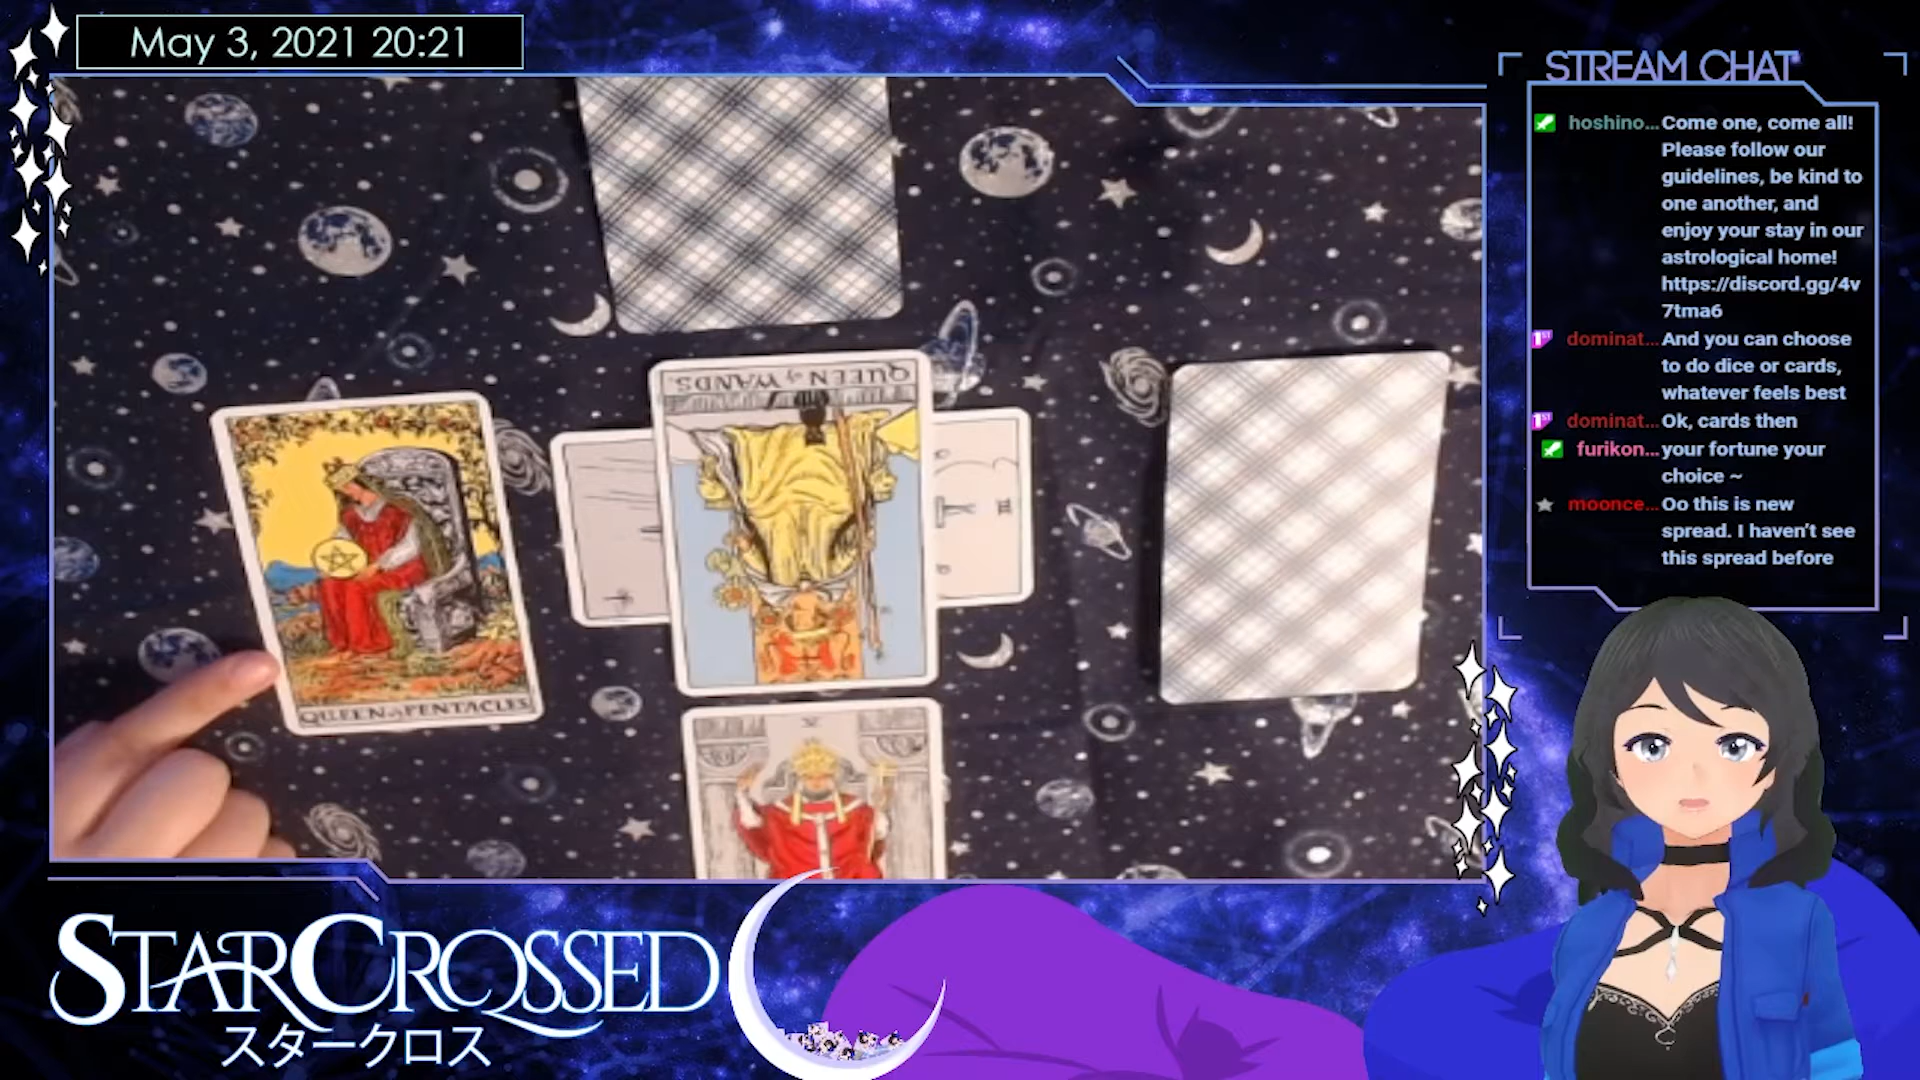 May 3, 2021 20:21
STREAM CHAT
hoshino... Come one, come all!
Please follow our
guidelines, be kind to
one another, and
enjoy your stay in our
astrological home!
https://discord.gg/4v
7tma6
1ST dominat... And you can choose
to do dice or cards,
whatever feels best
1ST dominat... Ok, cards then
furikon... your fortune your
choice ~
moonce... Oo this is new
spread. I haven't see
this spread before
QUEEN of WANDS.
III
QUEEN of PENTACLES
V
STARCROSSED
スタークロス